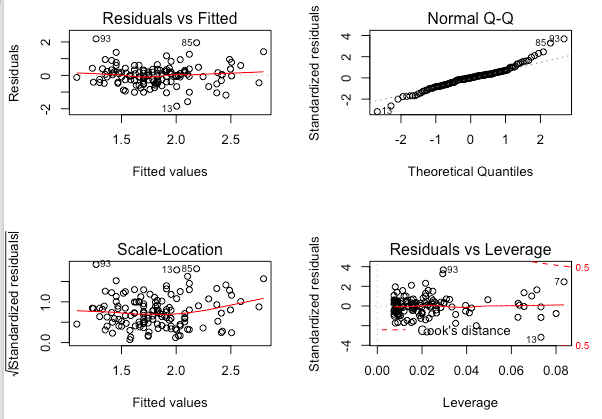 Residuals vs Fitted
Residuals
2
0
-2
93
85
13
1.5 2.0 2.5
Fitted values
Normal Q-Q
Standardized residuals
4
2
0
-2
93
85
13
-2 -1 0 1 2
Theoretical Quantiles
Scale-Location
√|Standardized residuals|
1.0
0.0
93
13
85
1.5 2.0 2.5
Fitted values
Residuals vs Leverage
Standardized residuals
4
2
0
-4
93
7
13
0.5
0.5
Cook's distance
0.00 0.02 0.04 0.06 0.08
Leverage